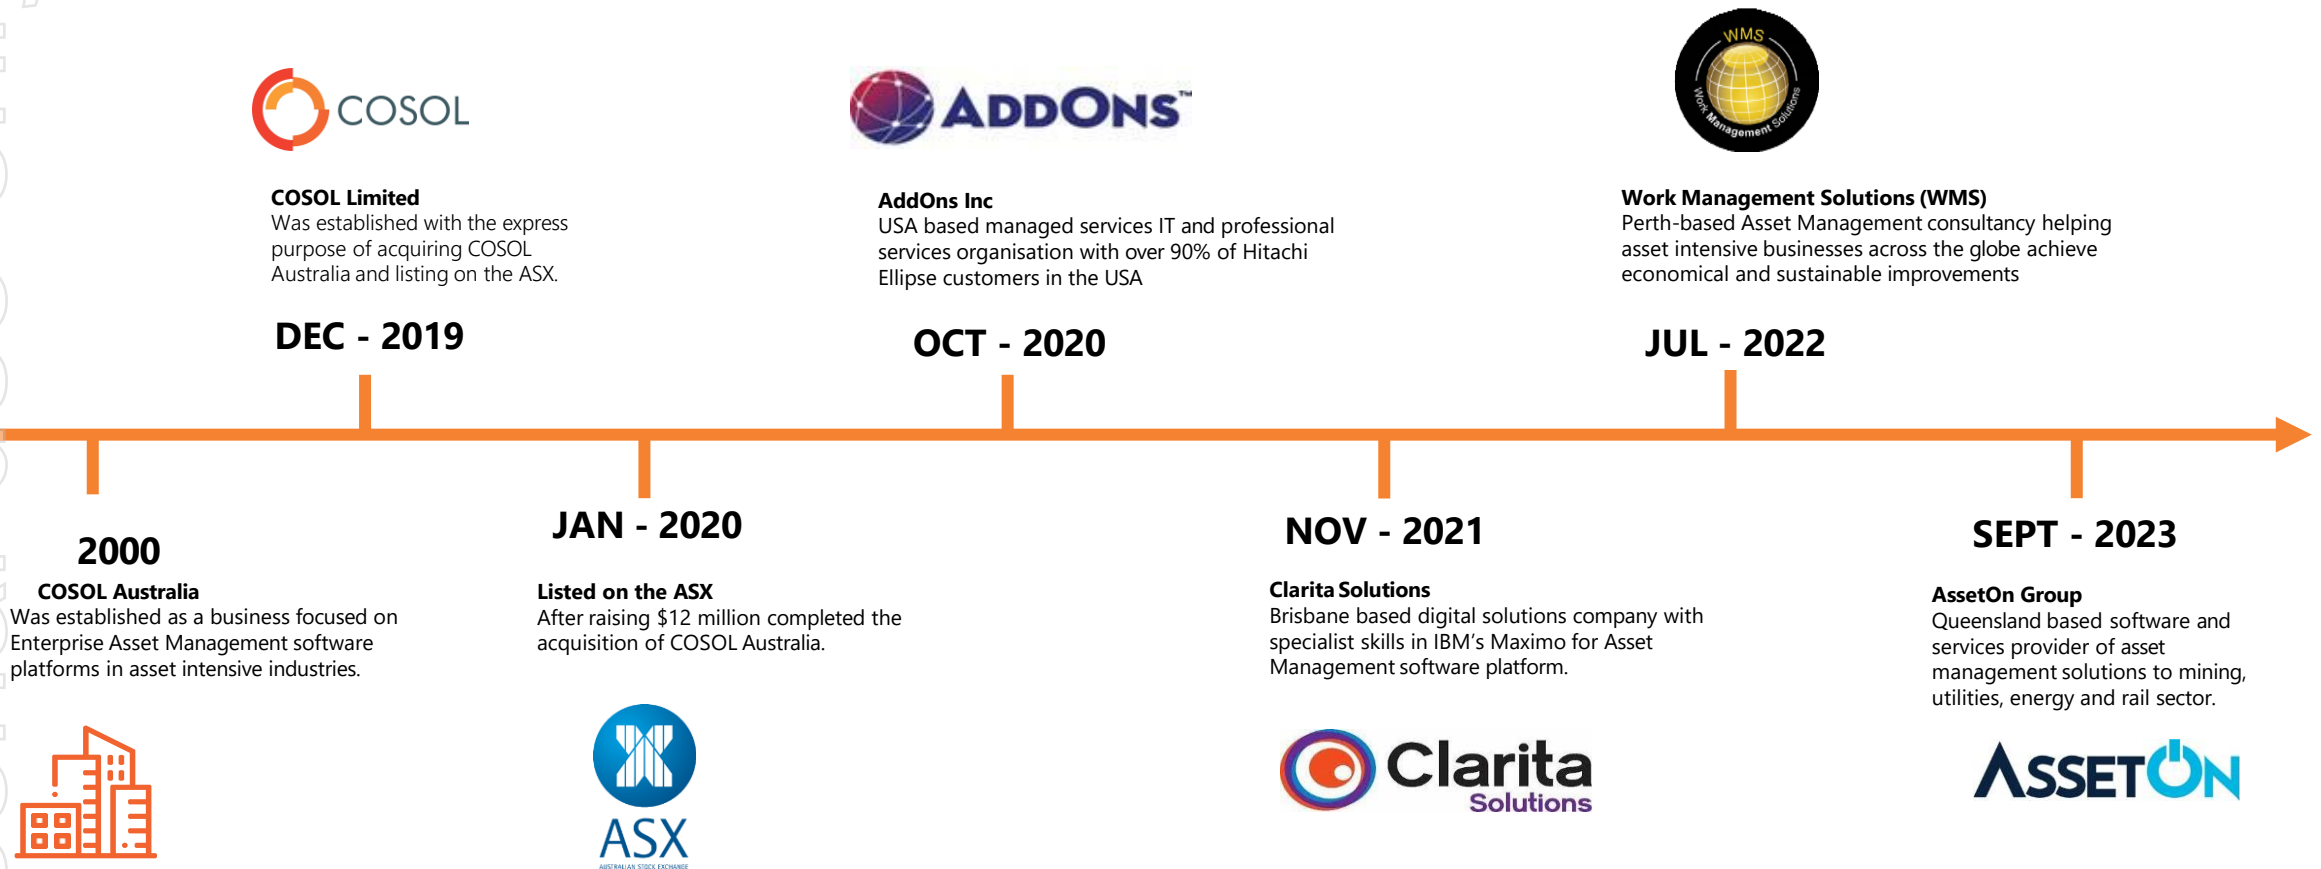 COSOL
COSOL Limited
Was established with the express
purpose of acquiring COSOL
Australia and listing on the ASX.
DEC - 2019
ADDONS™
AddOns Inc
USA based managed services IT and professional
services organisation with over 90% of Hitachi
Ellipse customers in the USA
OCT - 2020
WMS
Work Management Solutions
Work Management Solutions (WMS)
Perth-based Asset Management consultancy helping
asset intensive businesses across the globe achieve
economical and sustainable improvements
JUL - 2022
2000
COSOL Australia
Was established as a business focused on
Enterprise Asset Management software
platforms in asset intensive industries.
JAN - 2020
Listed on the ASX
After raising $12 million completed the
acquisition of COSOL Australia.
ASX
AUSTRALIAN STOCK EXCHANGE
NOV - 2021
Clarita Solutions
Brisbane based digital solutions company with
specialist skills in IBM’s Maximo for Asset
Management software platform.
Clarita
Solutions
SEPT - 2023
AssetOn Group
Queensland based software and
services provider of asset
management solutions to mining,
utilities, energy and rail sector.
ASSETON